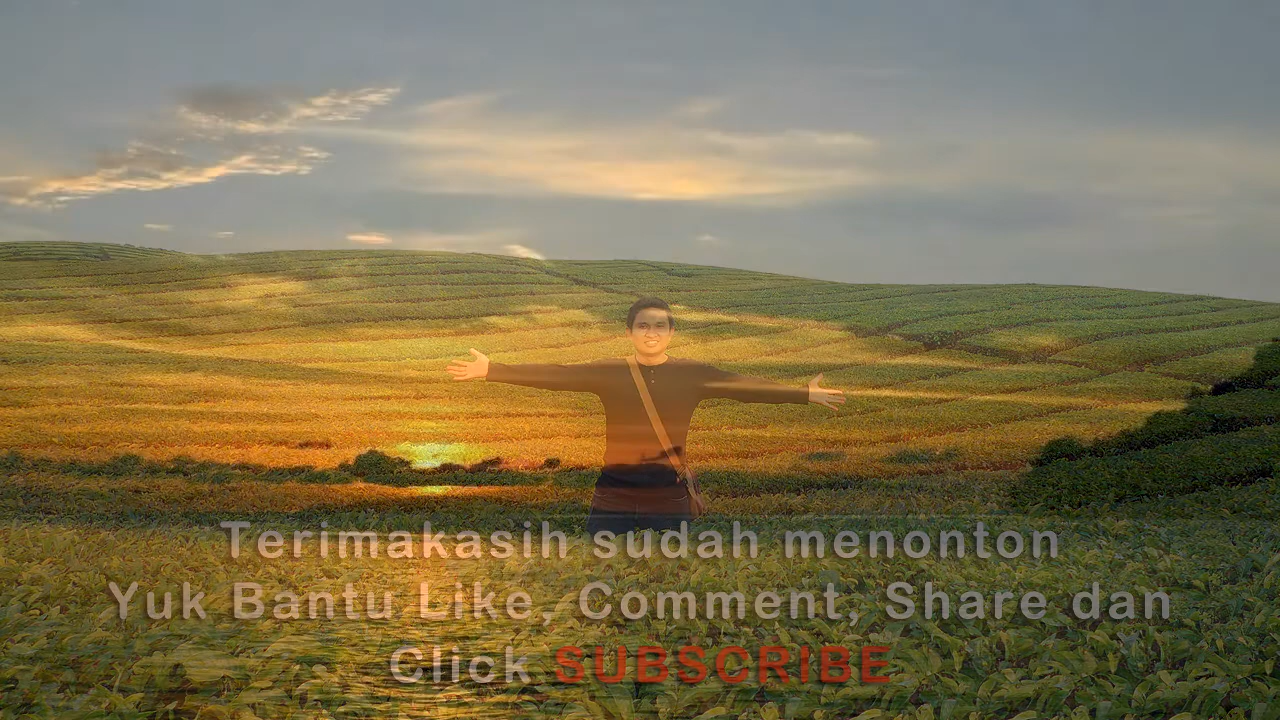 Terimakasih sudah menonton
Yuk Bantu Like, Comment, Share dan
Click SUBSCRIBE